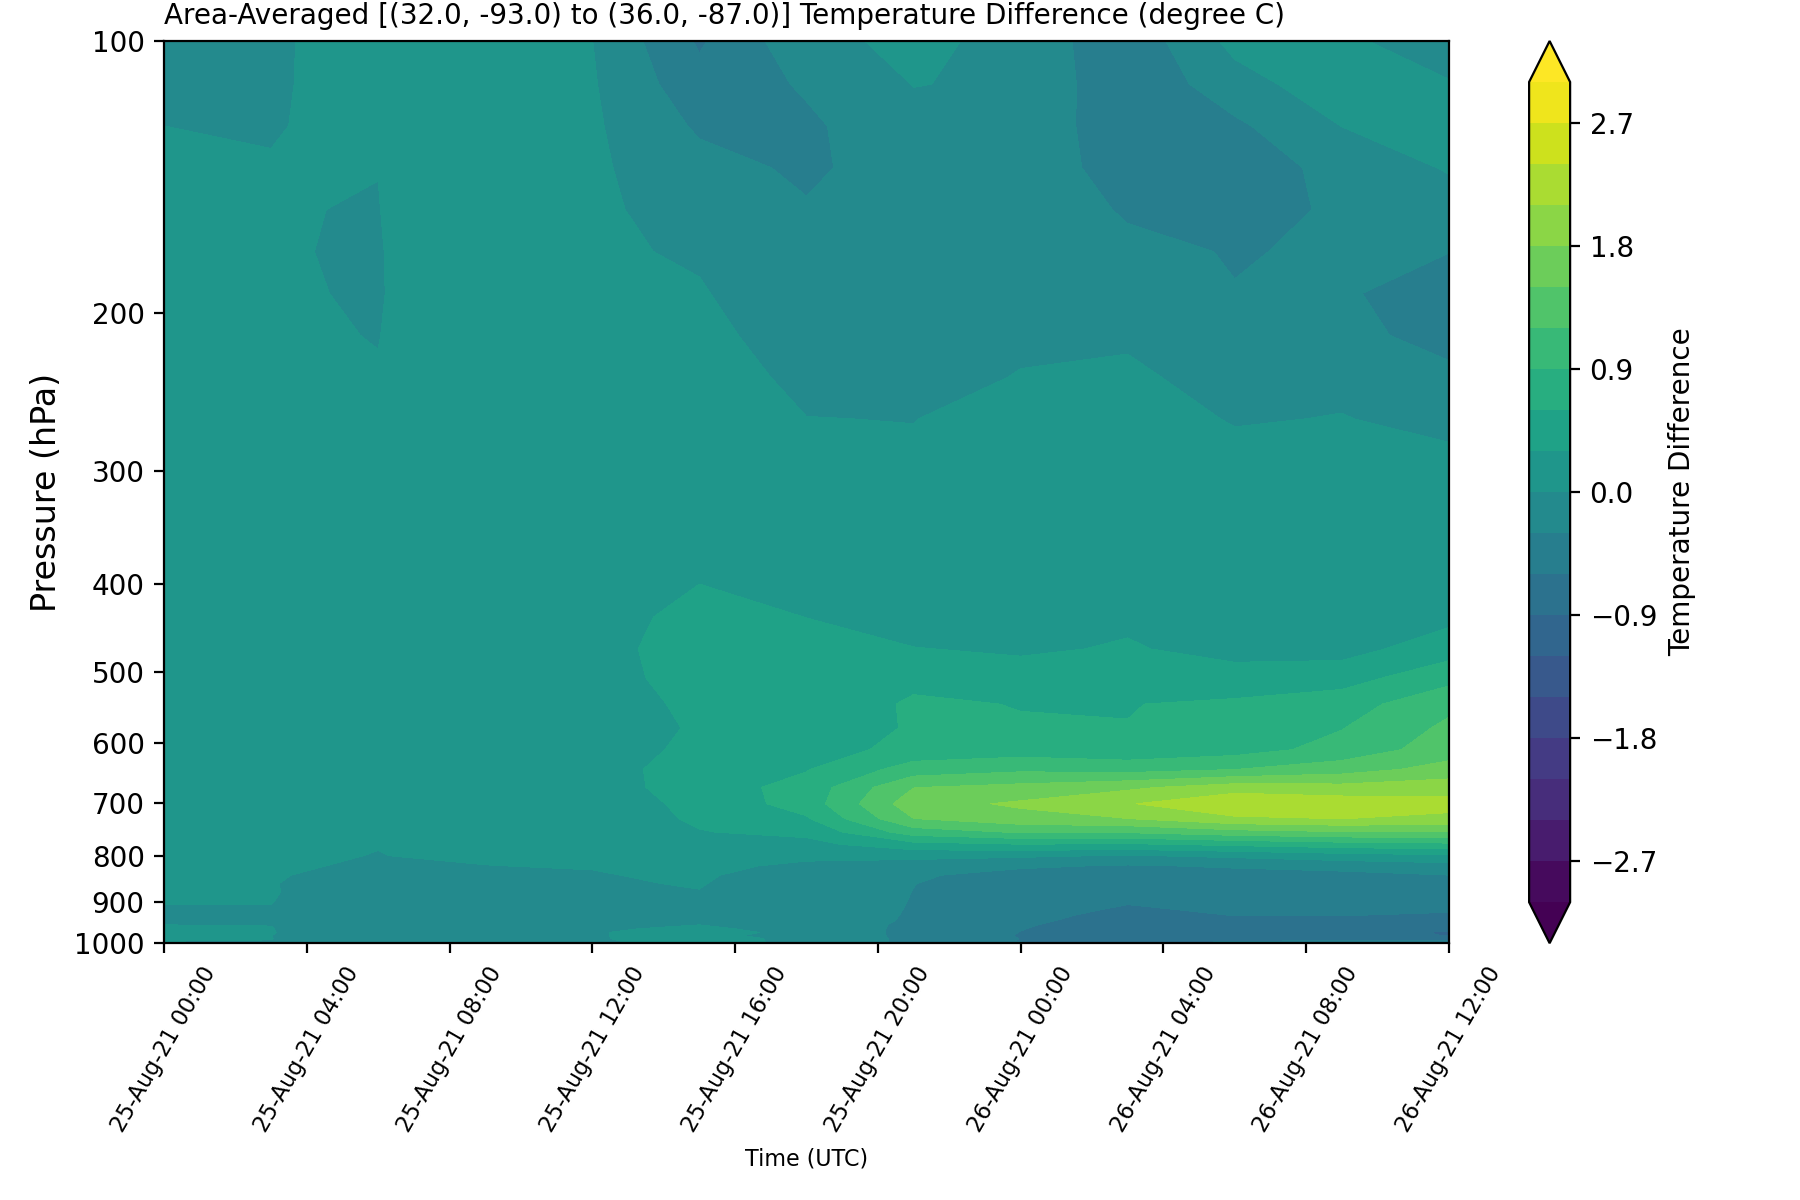 Area-Averaged [(32.0, -93.0) to (36.0, -87.0)] Temperature Difference (degree C)
100
200
300
400
500
600
700
800
900
1000
Pressure (hPa)
25-Aug-21 00:00
25-Aug-21 04:00
25-Aug-21 08:00
25-Aug-21 12:00
25-Aug-21 16:00
25-Aug-21 20:00
26-Aug-21 00:00
26-Aug-21 04:00
26-Aug-21 08:00
26-Aug-21 12:00
Time (UTC)
2.7
1.8
0.9
0.0
−0.9
−1.8
−2.7
Temperature Difference